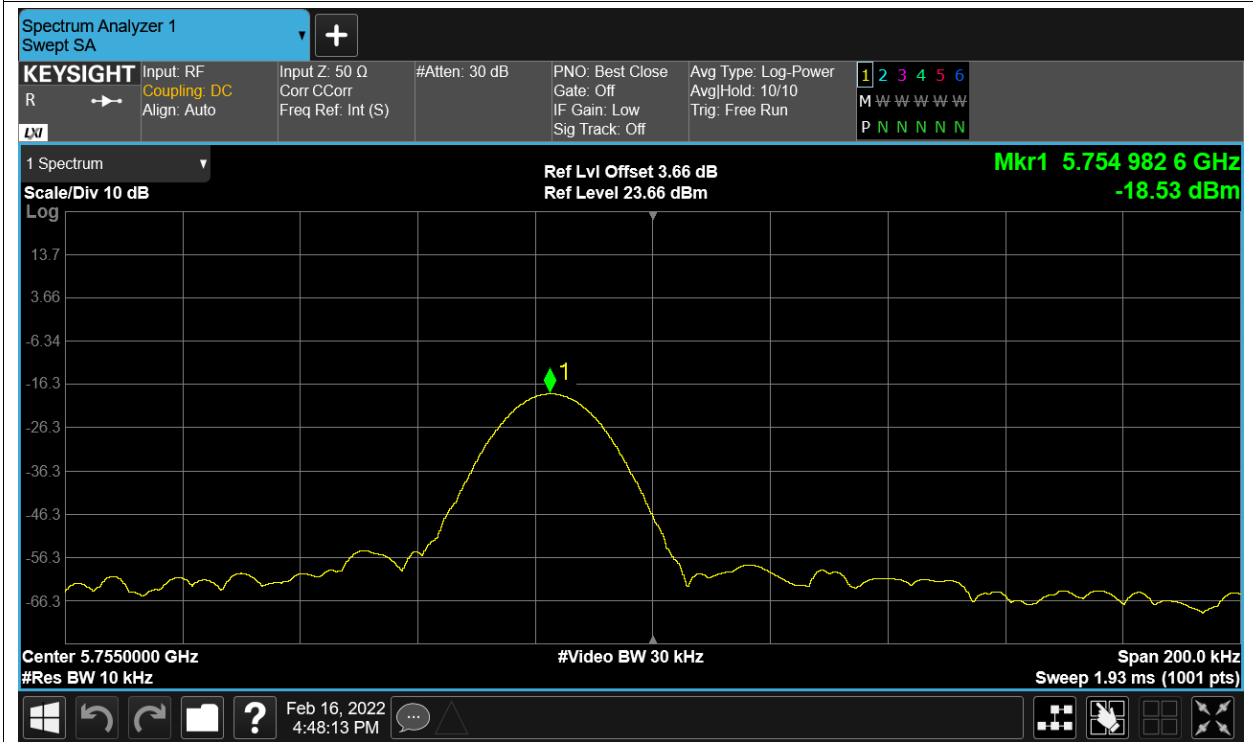 Spectrum Analyzer 1
Swept SA
+
KEYSIGHT Input: RF Input Z: 50 Ω #Atten: 30 dB PNO: Best Close Avg Type: Log-Power 1 2 3 4 5 6
R Coupling: DC Corr CCorr Gate: Off Avg|Hold: 10/10 M W W W W W
Align: Auto Freq Ref: Int (S) IF Gain: Low Trig: Free Run
LXI Sig Track: Off P N N N N N
1 Spectrum Ref Lvl Offset 3.66 dB Mkr1 5.754 982 6 GHz
Scale/Div 10 dB Ref Level 23.66 dBm -18.53 dBm
Log
13.7
3.66
-6.34
1
-16.3
-26.3
-36.3
-46.3
-56.3
-66.3
Center 5.7550000 GHz #Video BW 30 kHz Span 200.0 kHz
#Res BW 10 kHz Sweep 1.93 ms (1001 pts)
? Feb 16, 2022
4:48:13 PM